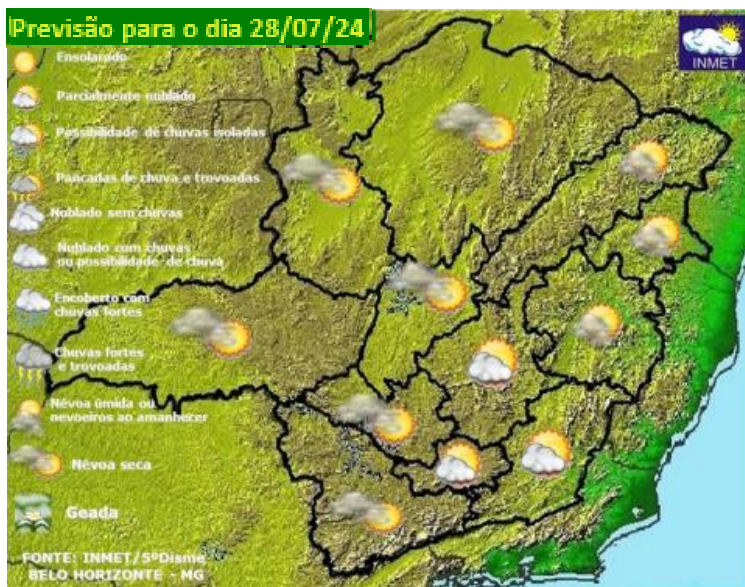 Previsão para o dia 28/07/24
INMET
Ensolarado
Parcialmente nublado
Possibilidade de chuvas isoladas
Pancadas de chuva e trovoadas
Nublado sem chuvas
Nublado com chuvas
ou possibilidade de chuva
Encoberto com
chuvas fortes
Chuvas fortes
e trovoadas
Névoa úmida ou
nevoeiros ao amanhecer
Névoa seca
Geada
FONTE: INMET/5ºDisme
BELO HORIZONTE - MG